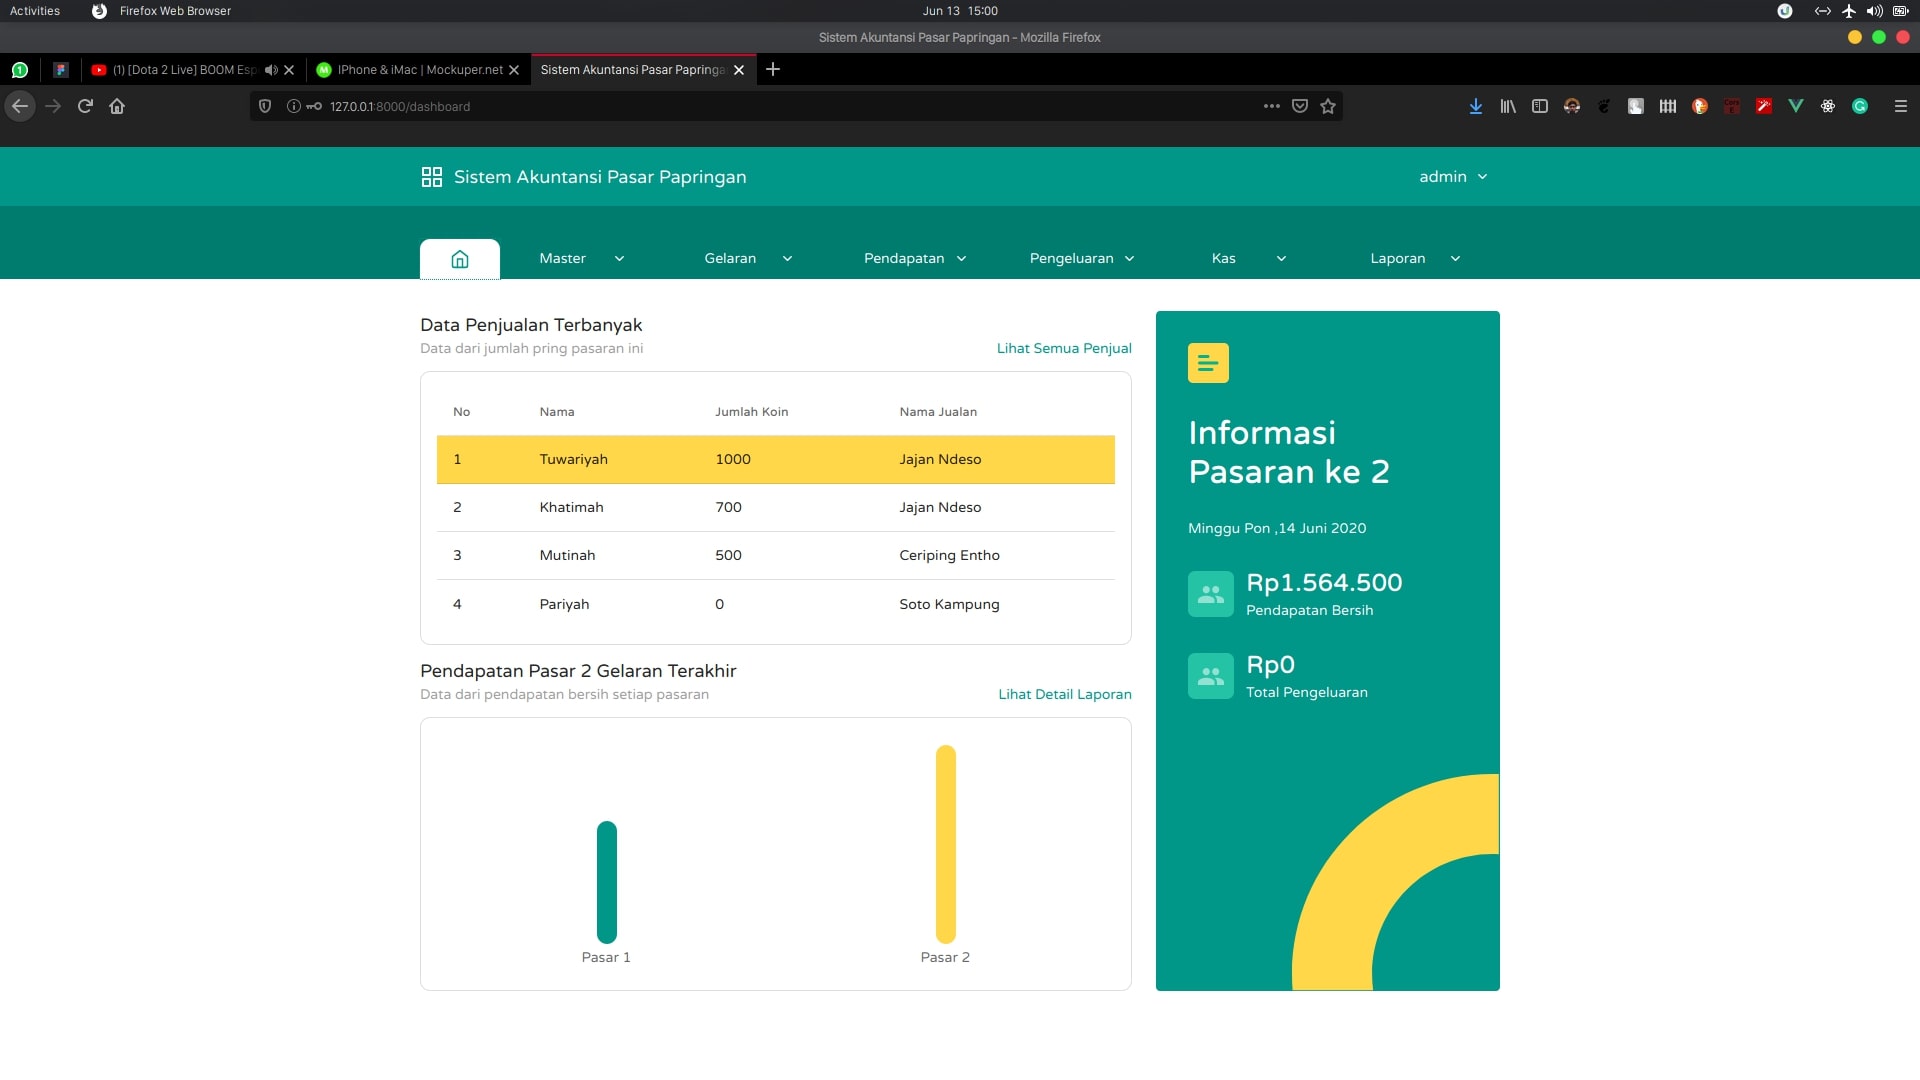 Activities
Firefox Web Browser
Jun 13 15:00
Sistem Akuntansi Pasar Papringan - Mozilla Firefox
(1) [Dota 2 Live] BOOM Esp
IPhone & iMac | Mockuper.net
Sistem Akuntansi Pasar Papringa
127.0.0.1:8000/dashboard
Sistem Akuntansi Pasar Papringan
admin
Master
Gelaran
Pendapatan
Pengeluaran
Kas
Laporan
Data Penjualan Terbanyak
Data dari jumlah pring pasaran ini
Lihat Semua Penjual
No Nama Jumlah Koin Nama Jualan
1 Tuwariyah 1000 Jajan Ndeso
2 Khatimah 700 Jajan Ndeso
3 Mutinah 500 Ceriping Entho
4 Pariyah 0 Soto Kampung
Pendapatan Pasar 2 Gelaran Terakhir
Data dari pendapatan bersih setiap pasaran
Lihat Detail Laporan
Pasar 1
Pasar 2
Informasi
Pasaran ke 2
Minggu Pon ,14 Juni 2020
Rp1.564.500
Pendapatan Bersih
Rp0
Total Pengeluaran